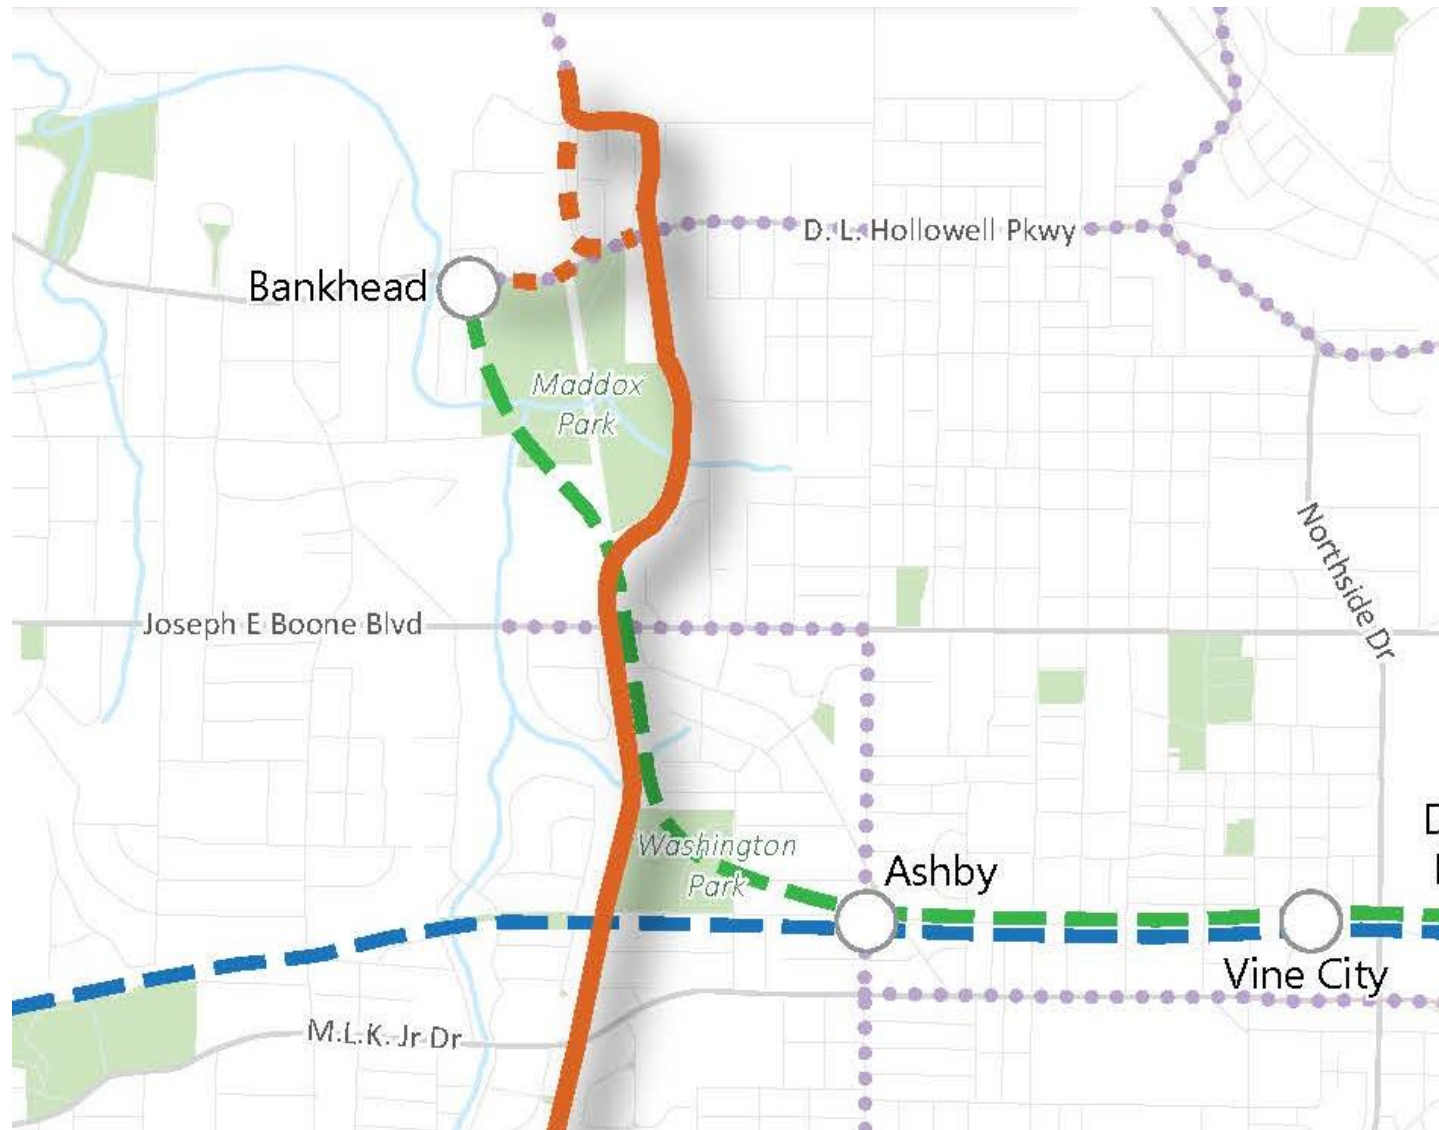 D. L. Hollowell Pkwy
Bankhead
Maddox
Park
Northside Dr
Joseph E Boone Blvd
Washington
Park
Ashby
Vine City
M.L.K. Jr Dr